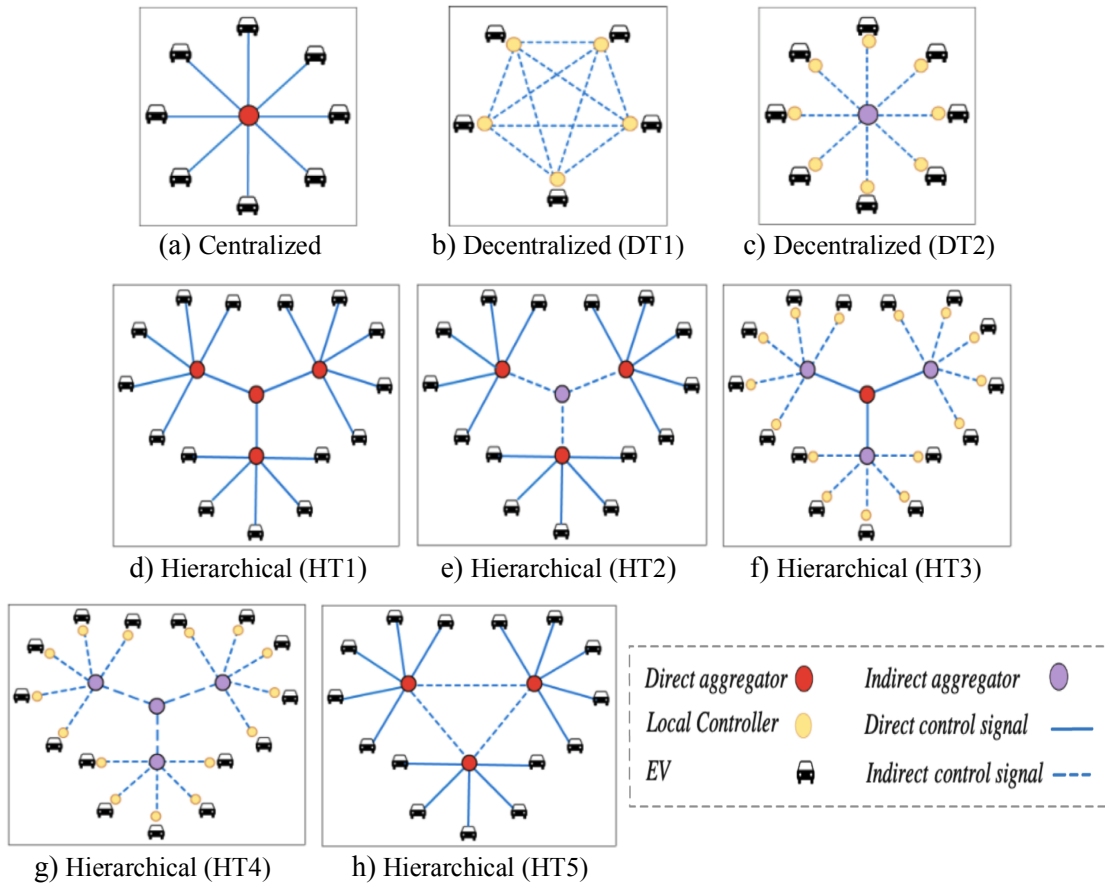 (a) Centralized
b) Decentralized (DT1)
c) Decentralized (DT2)
d) Hierarchical (HT1)
e) Hierarchical (HT2)
f) Hierarchical (HT3)
g) Hierarchical (HT4)
h) Hierarchical (HT5)
Direct aggregator
Indirect aggregator
Local Controller
Direct control signal
EV
Indirect control signal